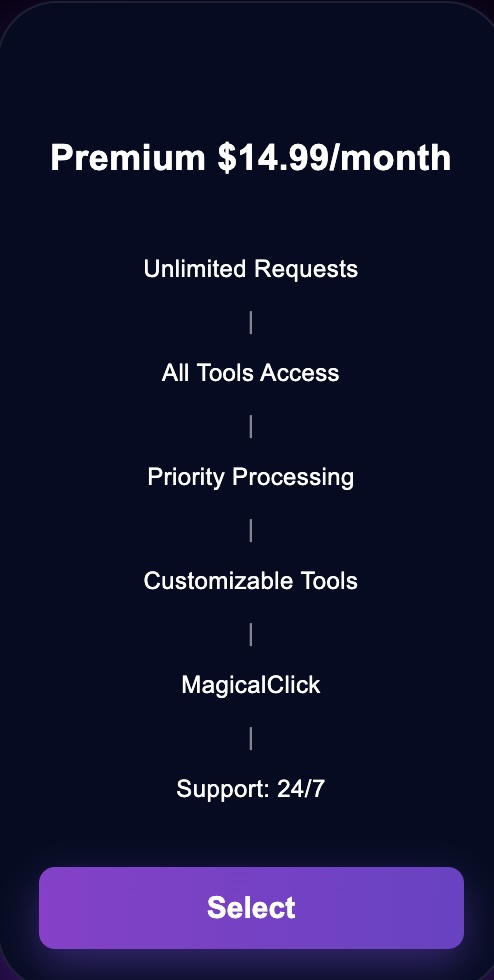 Premium $14.99/month
Unlimited Requests
|
All Tools Access
|
Priority Processing
|
Customizable Tools
|
MagicalClick
|
Support: 24/7
Select